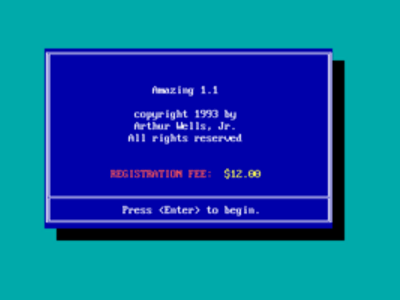 Amazing 1.1
copyright 1993 by
Arthur Wells, Jr.
All rights reserved
REGISTRATION FEE: $12.00
Press <Enter> to begin.